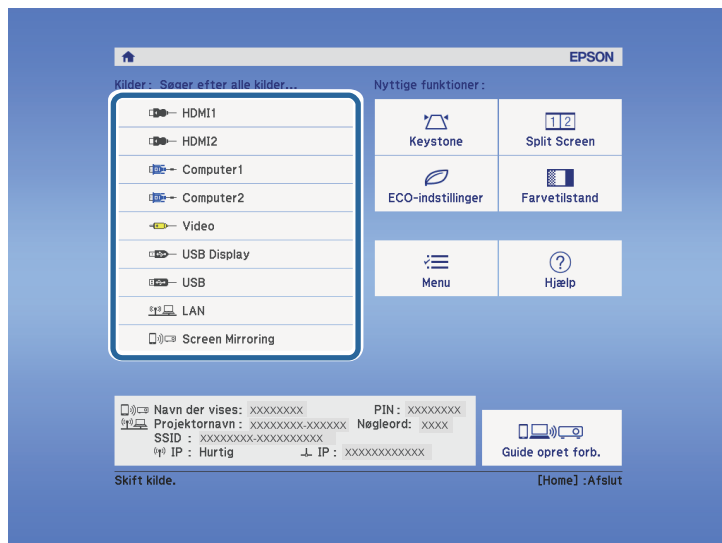 EPSON
Kilder: Søger efter alle kilder...
HDMI1
HDMI2
Computer1
Computer2
Video
USB Display
USB
LAN
Screen Mirroring
Nyttige funktioner:
Keystone
1 2
Split Screen
ECO-indstillinger
Farvetilstand
Menu
?
Hjælp
Navn der vises: XXXXXXXX PIN: XXXXXXXX
Projektornavn: XXXXXXXX-XXXXXX Nøgleord: XXXX
SSID : XXXXXXXX-XXXXXXXXXX
IP : Hurtig IP : XXXXXXXXXXXX
Guide opret forb.
Skift kilde. [Home] :Afslut